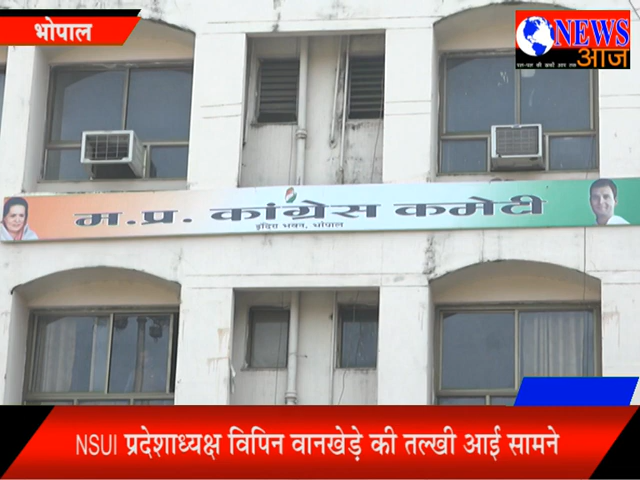 भोपाल
NEWS
आज
म.प्र. कांग्रेस कमेटी
इंदिरा भवन, भोपाल
NSUI प्रदेशाध्यक्ष विपिन वानखेड़े की तल्खी आई सामने